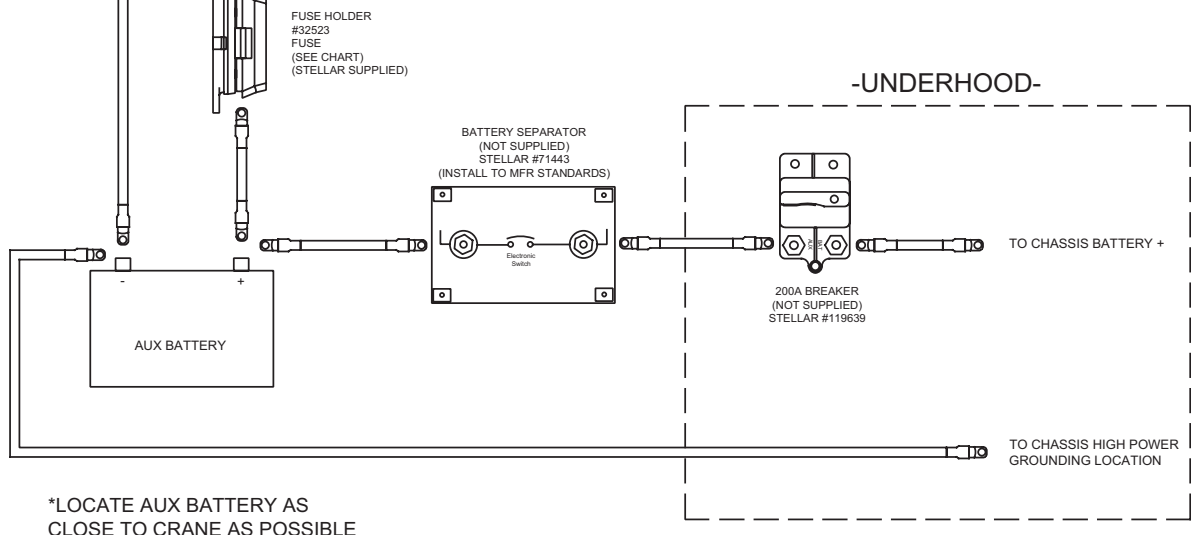 FUSE HOLDER
#32523
FUSE
(SEE CHART)
(STELLAR SUPPLIED)
-UNDERHOOD-
BATTERY SEPARATOR
(NOT SUPPLIED)
STELLAR #71443
(INSTALL TO MFR STANDARDS)
Electronic
Switch
AUX
BAT
TO CHASSIS BATTERY +
200A BREAKER
(NOT SUPPLIED)
STELLAR #119639
- +
AUX BATTERY
TO CHASSIS HIGH POWER
GROUNDING LOCATION
*LOCATE AUX BATTERY AS
CLOSE TO CRANE AS POSSIBLE